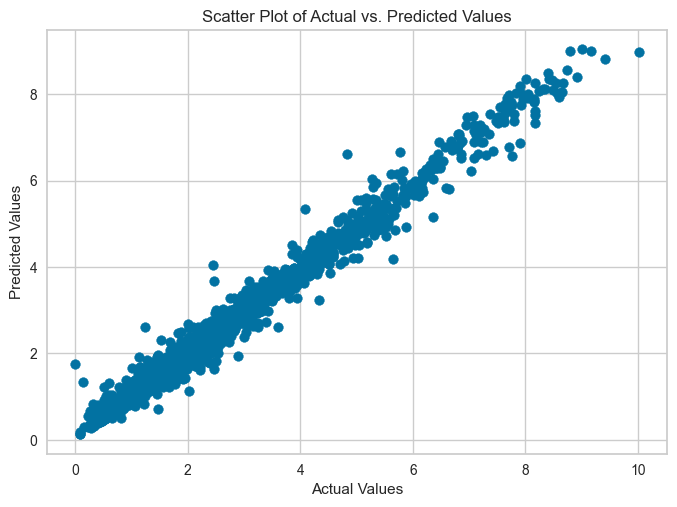 Scatter Plot of Actual vs. Predicted Values
Predicted Values
8
6
4
2
0
0 2 4 6 8 10
Actual Values